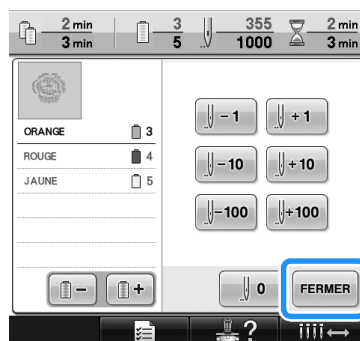 2 min 3 355 2 min
3 min 5 1000 3 min
ORANGE 3
ROUGE 4
JAUNE 5
-1 +1
-10 +10
-100 +100
- + 0 FERMER
?